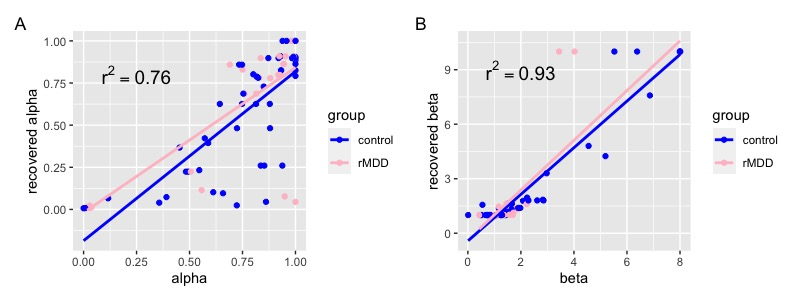 A
r² = 0.76
recovered alpha
1.00
0.75
0.50
0.25
0.00
0.00 0.25 0.50 0.75 1.00
alpha
group
control
rMDD
B
r² = 0.93
recovered beta
9
6
3
0
0 2 4 6 8
beta
group
control
rMDD